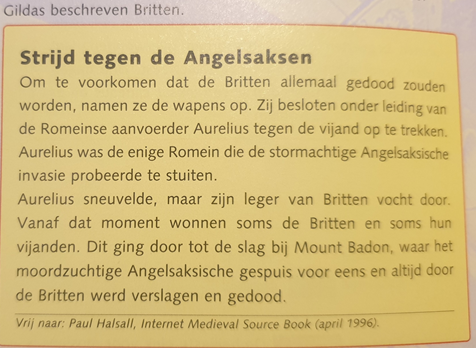 Gildas beschreven Britten.
Strijd tegen de Angelsaksen
Om te voorkomen dat de Britten allemaal gedood zouden
worden, namen ze de wapens op. Zij besloten onder leiding van
de Romeinse aanvoerder Aurelius tegen de vijand op te trekken.
Aurelius was de enige Romein die de stormachtige Angelsaksische
invasie probeerde te stuiten.
Aurelius sneuvelde, maar zijn leger van Britten vocht door.
Vanaf dat moment wonnen soms de Britten en soms hun
vijanden. Dit ging door tot de slag bij Mount Badon, waar het
moordzuchtige Angelsaksische gespuis voor eens en altijd door
de Britten werd verslagen en gedood.
Vrij naar: Paul Halsall, Internet Medieval Source Book (april 1996).